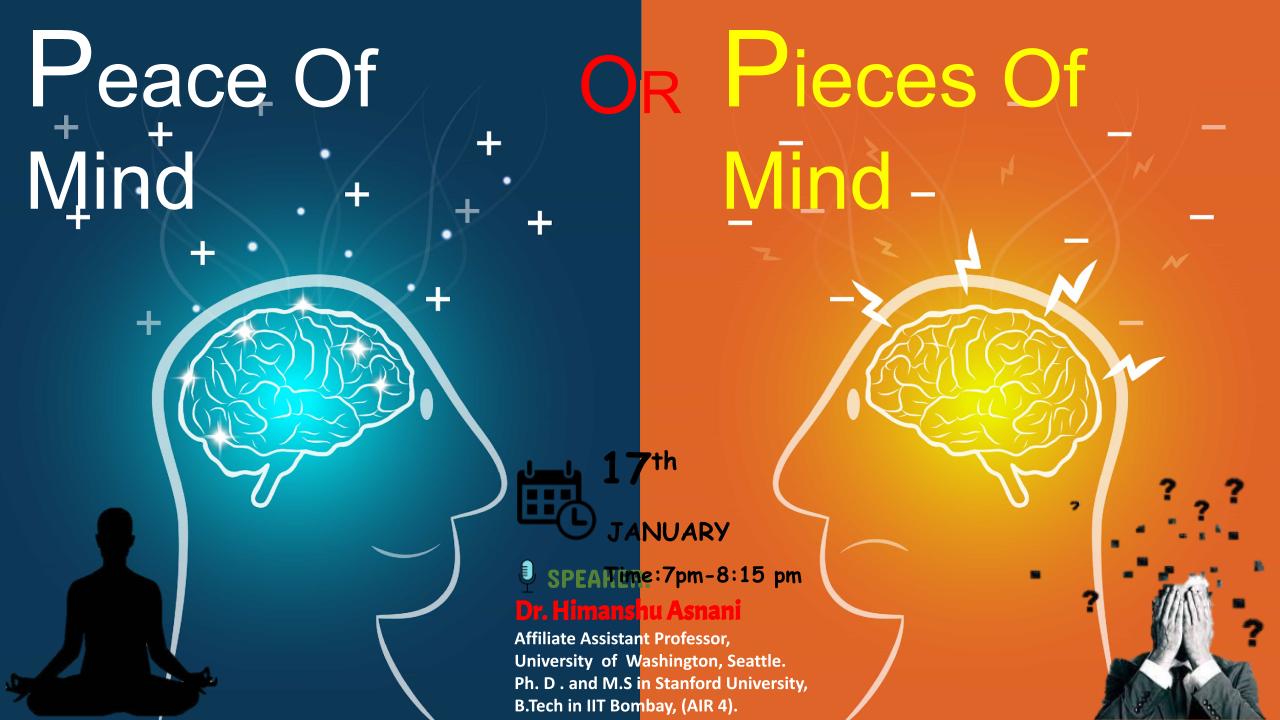 Peace Of
Mind
OR
Pieces Of
Mind
17th
JANUARY
Time:7pm-8:15 pm
SPEAKER:
Dr. Himanshu Asnani
Affiliate Assistant Professor,
University of Washington, Seattle.
Ph. D . and M.S in Stanford University,
B.Tech in IIT Bombay, (AIR 4).